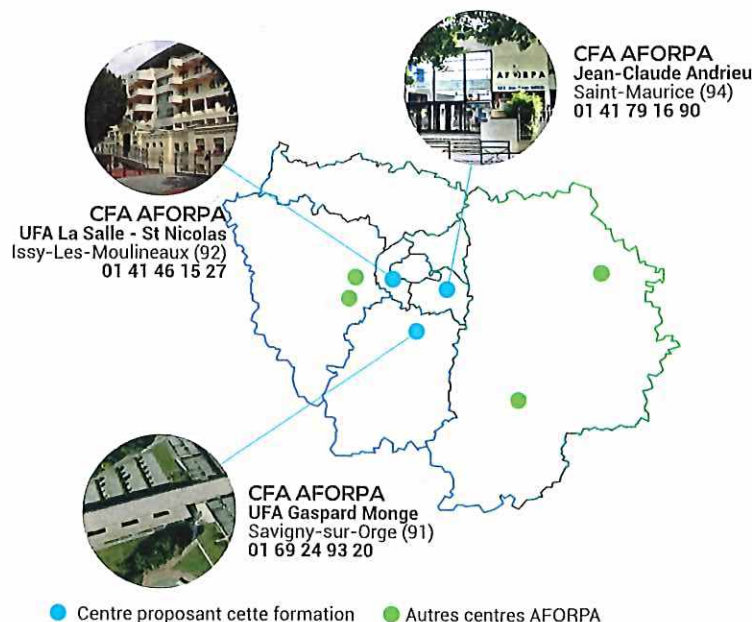 CFA AFORPA
Jean-Claude Andrieu
Saint-Maurice (94)
01 41 79 16 90
AFORPA
CFA AFORPA
UFA La Salle - St Nicolas
Issy-Les-Moulineaux (92)
01 41 46 15 27
CFA AFORPA
UFA Gaspard Monge
Savigny-sur-Orge (91)
01 69 24 93 20
Centre proposant cette formation
Autres centres AFORPA